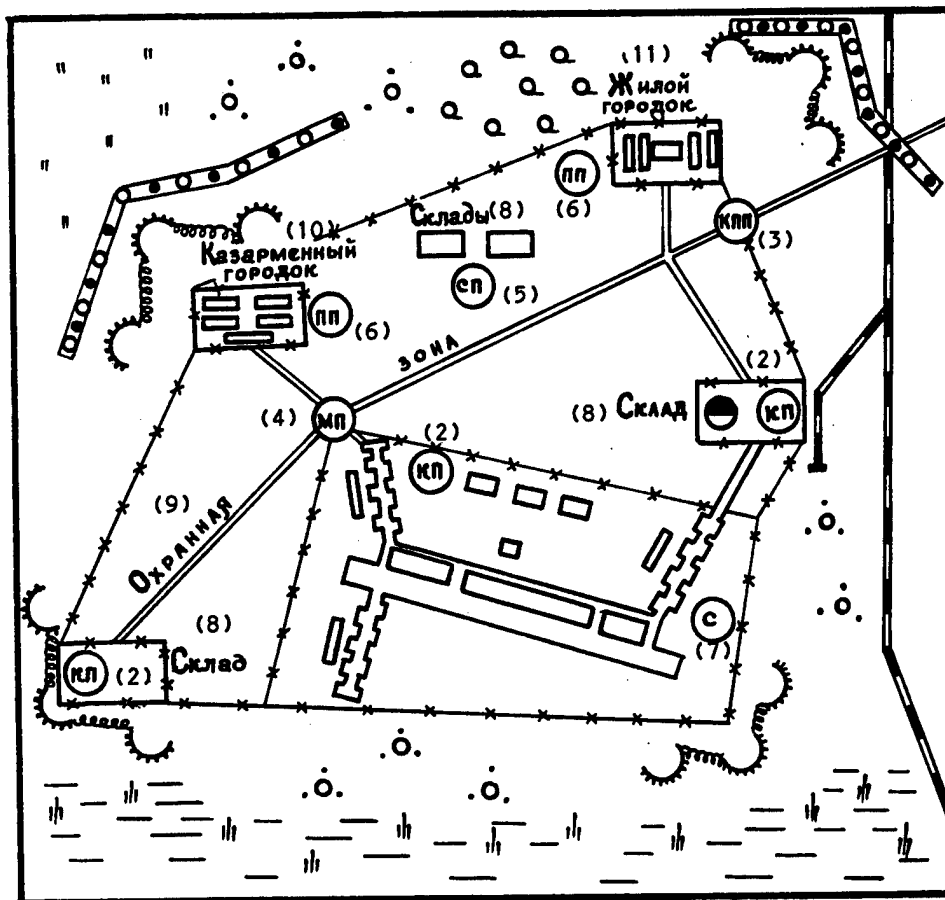 (11)
Жилой
городок
ПП
(6)
КПП
(3)
Склады (8)
СП
(5)
(10)
Казарменный
городок
ПП
(6)
ЗОНА
(2)
(8) СКЛАД
КП
(4)
МП
(2)
КП
(9)
ОХРАННАЯ
С
(7)
(8)
Склад
КП
(2)